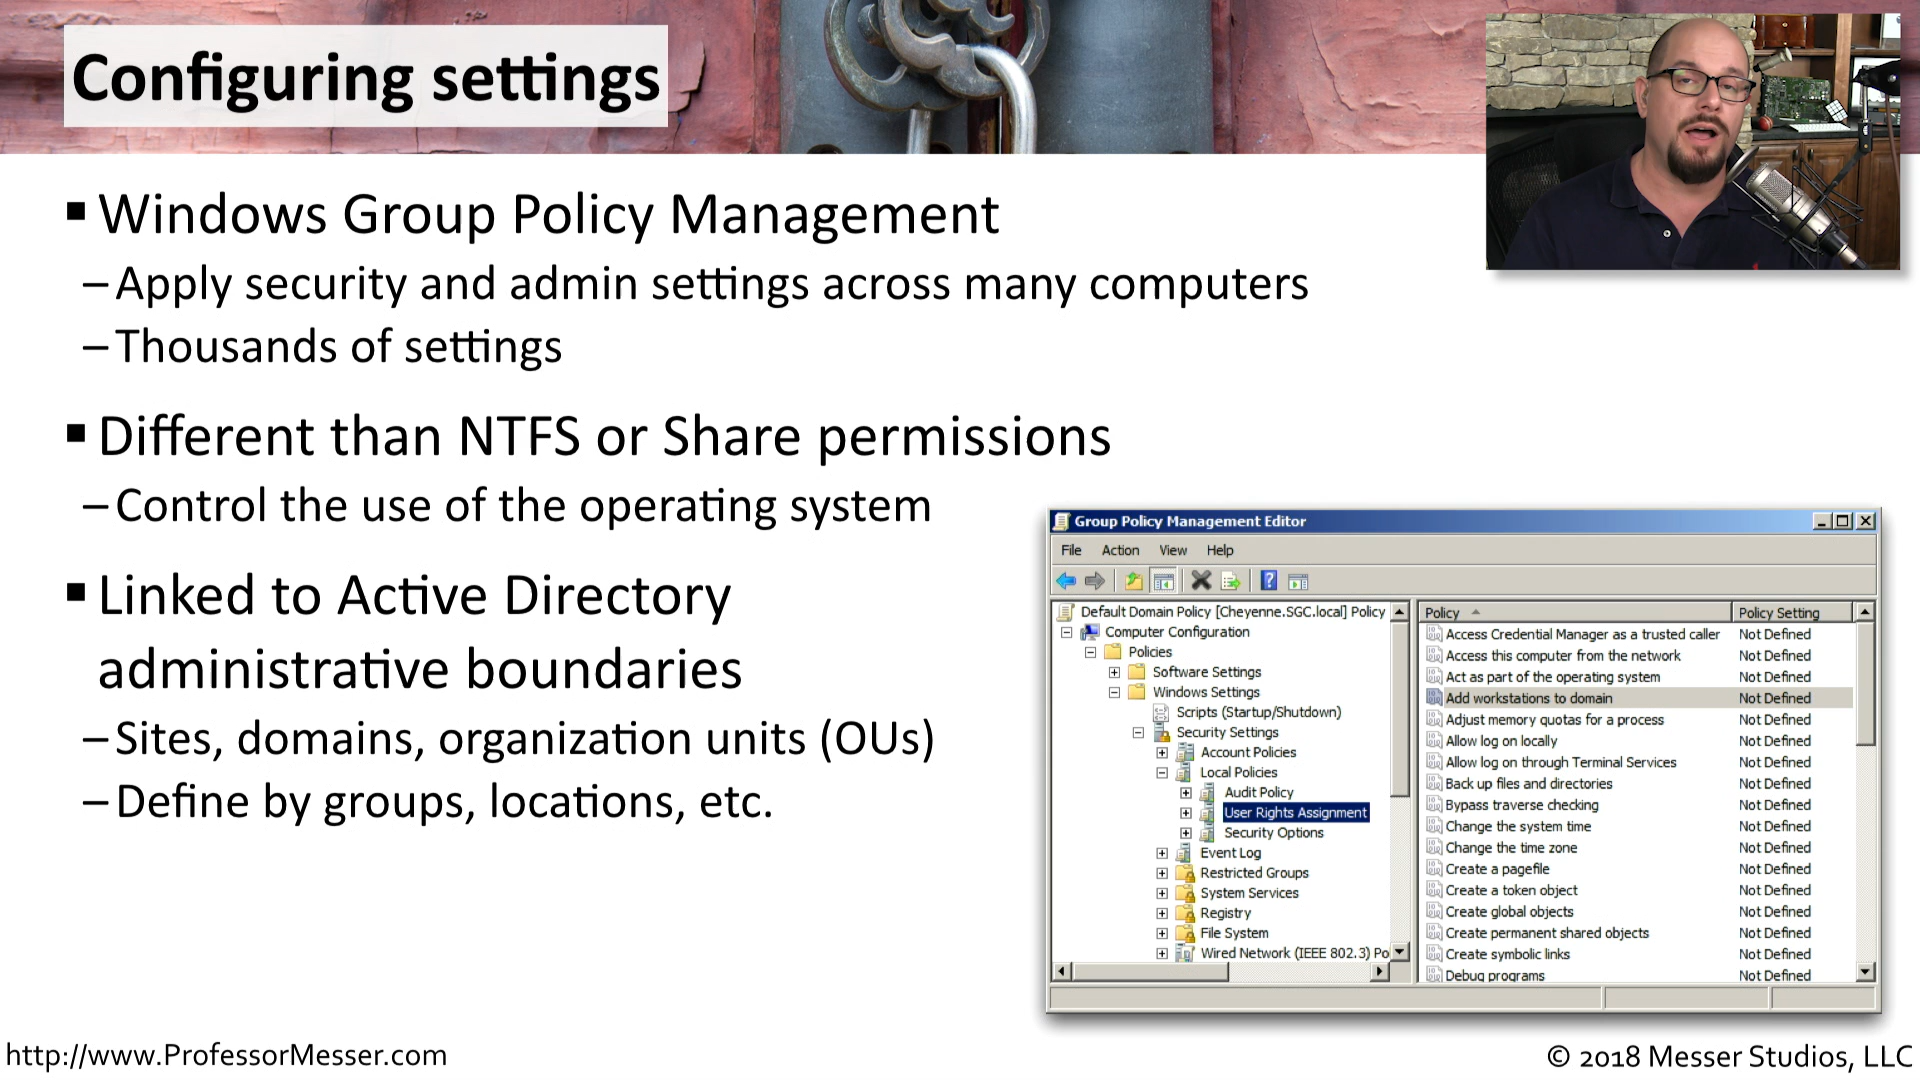 Configuring settings
▪ Windows Group Policy Management
– Apply security and admin settings across many computers
– Thousands of settings
▪ Different than NTFS or Share permissions
– Control the use of the operating system
▪ Linked to Active Directory
administrative boundaries
– Sites, domains, organization units (OUs)
– Define by groups, locations, etc.
Group Policy Management Editor
File Action View Help
Default Domain Policy [Cheyenne.SGC.local] Policy
Computer Configuration
Policies
Software Settings
Windows Settings
Scripts (Startup/Shutdown)
Security Settings
Account Policies
Local Policies
Audit Policy
User Rights Assignment
Security Options
Event Log
Restricted Groups
System Services
Registry
File System
Wired Network (IEEE 802.3) Po
Policy Policy Setting
Access Credential Manager as a trusted caller Not Defined
Access this computer from the network Not Defined
Act as part of the operating system Not Defined
Add workstations to domain Not Defined
Adjust memory quotas for a process Not Defined
Allow log on locally Not Defined
Allow log on through Terminal Services Not Defined
Back up files and directories Not Defined
Bypass traverse checking Not Defined
Change the system time Not Defined
Change the time zone Not Defined
Create a pagefile Not Defined
Create a token object Not Defined
Create global objects Not Defined
Create permanent shared objects Not Defined
Create symbolic links Not Defined
Debug programs Not Defined
http://www.ProfessorMesser.com
© 2018 Messer Studios, LLC